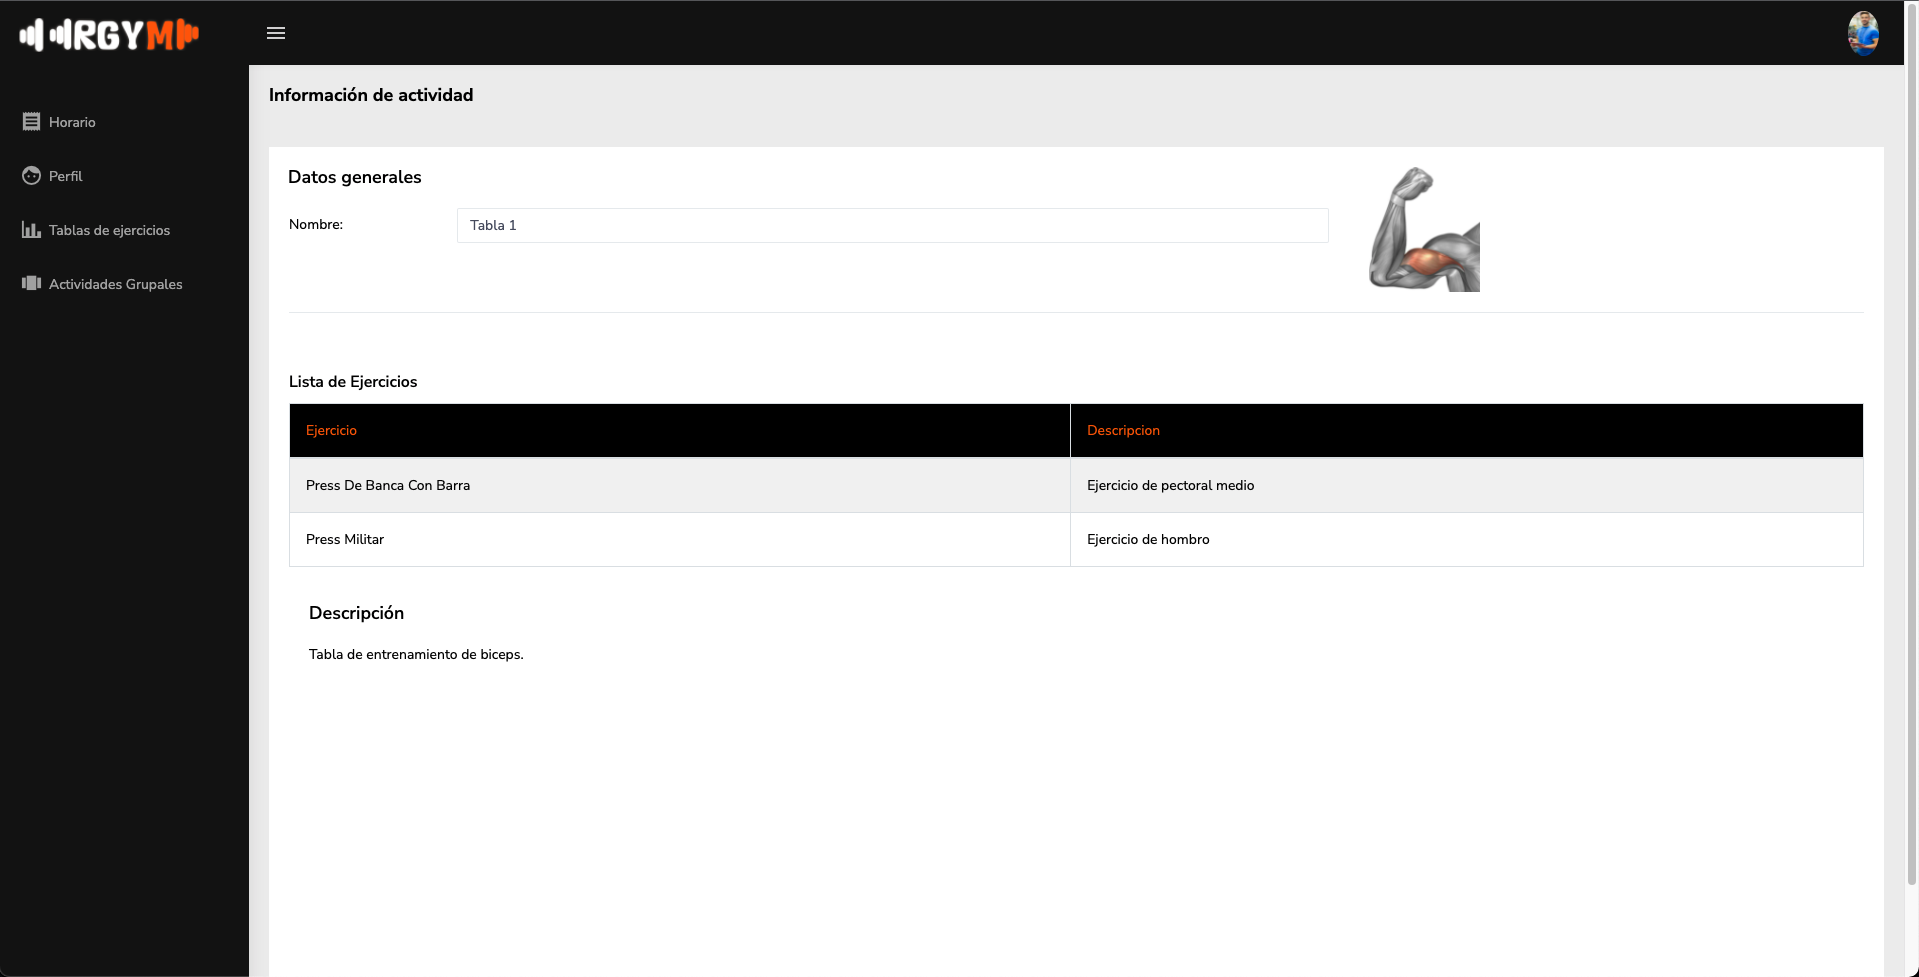 RGYM
Información de actividad
Horario
Perfil
Tablas de ejercicios
Actividades Grupales
Datos generales
Nombre: Tabla 1
Lista de Ejercicios
Ejercicio Descripcion
Press De Banca Con Barra Ejercicio de pectoral medio
Press Militar Ejercicio de hombro
Descripción
Tabla de entrenamiento de biceps.